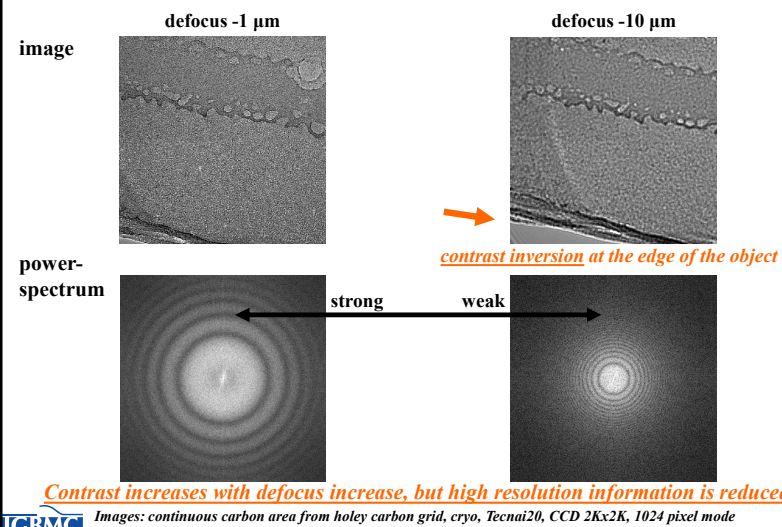 defocus -1 µm
defocus -10 µm
image
contrast inversion at the edge of the object
power-
spectrum
strong
weak
Contrast increases with defocus increase, but high resolution information is reduced
IGBMC
Images: continuous carbon area from holey carbon grid, cryo, Tecnai20, CCD 2Kx2K, 1024 pixel mode